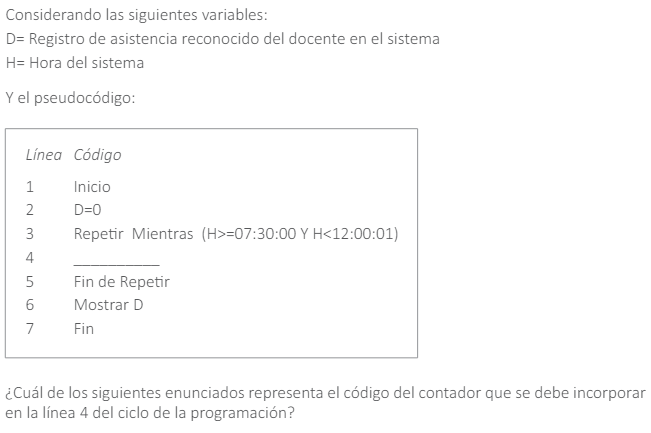 Considerando las siguientes variables:
D= Registro de asistencia reconocido del docente en el sistema
H= Hora del sistema
Y el pseudocódigo:
Línea Código
1 Inicio
2 D=0
3 Repetir Mientras (H>=07:30:00 Y H<12:00:01)
4 __________
5 Fin de Repetir
6 Mostrar D
7 Fin
¿Cuál de los siguientes enunciados representa el código del contador que se debe incorporar
en la línea 4 del ciclo de la programación?